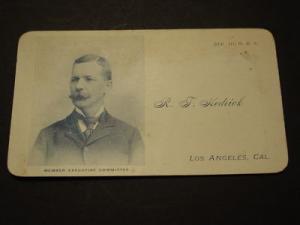 R. T. Hedrick
MEMBER EXECUTIVE COMMITTEE
LOS ANGELES, CAL.